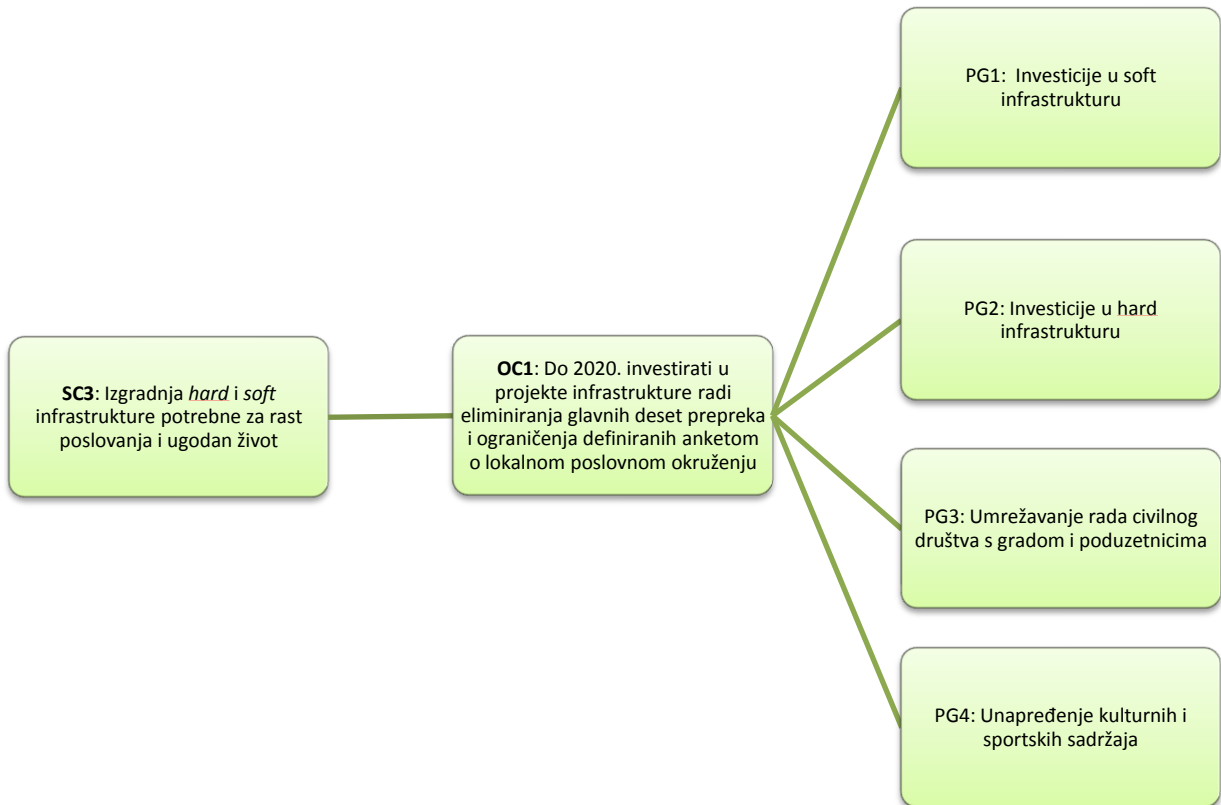 SC3: Izgradnja hard i soft
infrastrukture potrebne za rast
poslovanja i ugodan život
OC1: Do 2020. investirati u
projekte infrastrukture radi
eliminiranja glavnih deset prepreka
i ograničenja definiranih anketom
o lokalnom poslovnom okruženju
PG1: Investicije u soft
infrastrukturu
PG2: Investicije u hard
infrastrukturu
PG3: Umrežavanje rada civilnog
društva s gradom i poduzetnicima
PG4: Unapređenje kulturnih i
sportskih sadržaja